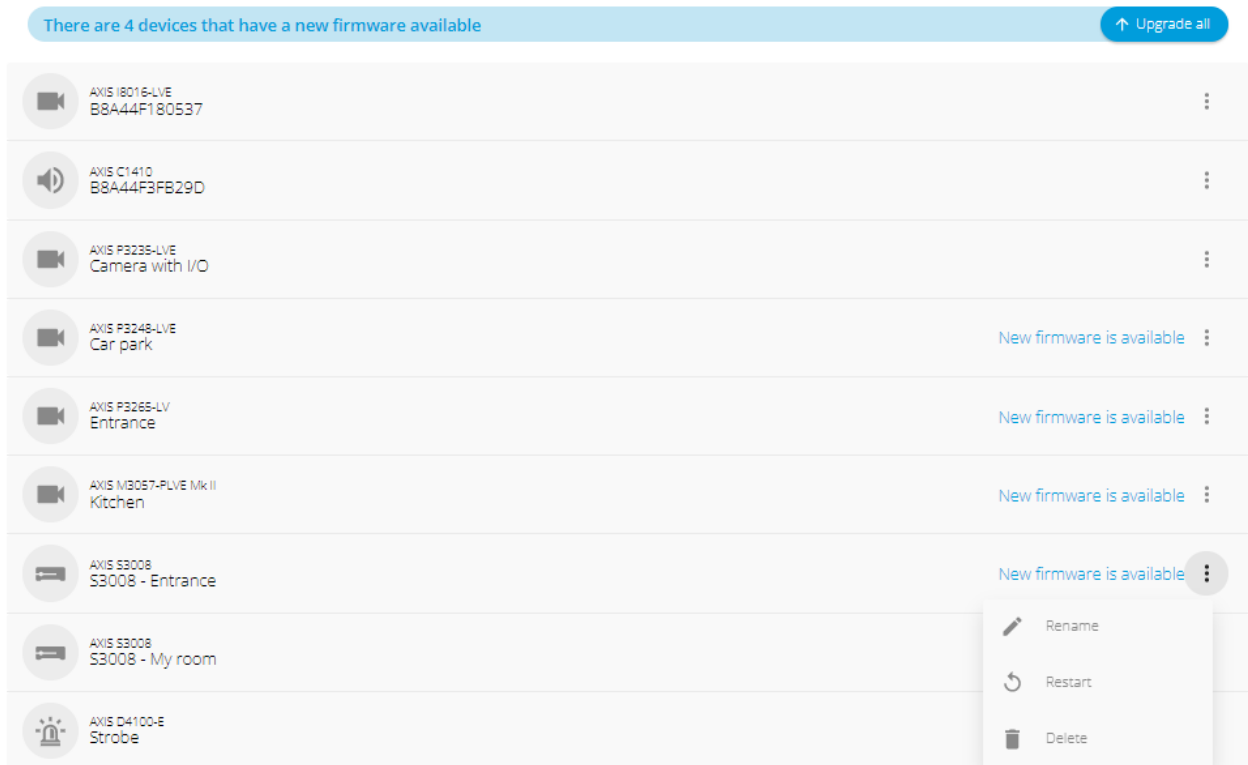 There are 4 devices that have a new firmware available
Upgrade all
AXIS I8016-LVE
B8A44F180537
AXIS C1410
B8A44F3FB29D
AXIS P3235-LVE
Camera with I/O
AXIS P3248-LVE
Car park
New firmware is available
AXIS P3265-LV
Entrance
New firmware is available
AXIS M3057-PLVE Mk II
Kitchen
New firmware is available
AXIS S3008
S3008 - Entrance
New firmware is available
Rename
AXIS S3008
S3008 - My room
Restart
AXIS D4100-E
Strobe
Delete